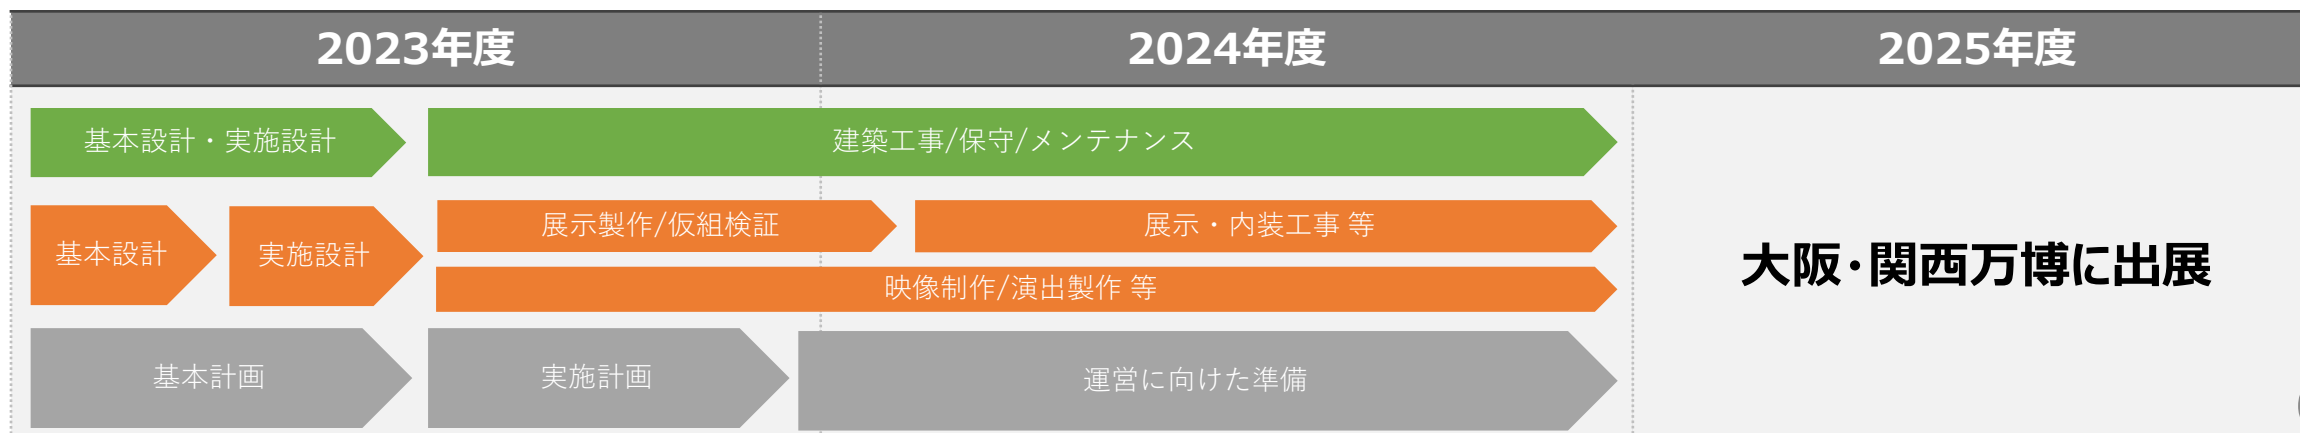 2023年度
2024年度
2025年度
基本設計・実施設計
建築工事/保守/メンテナンス
基本設計
実施設計
展示製作/仮組検証
展示・内装工事 等
映像制作/演出製作 等
大阪・関西万博に出展
基本計画
実施計画
運営に向けた準備